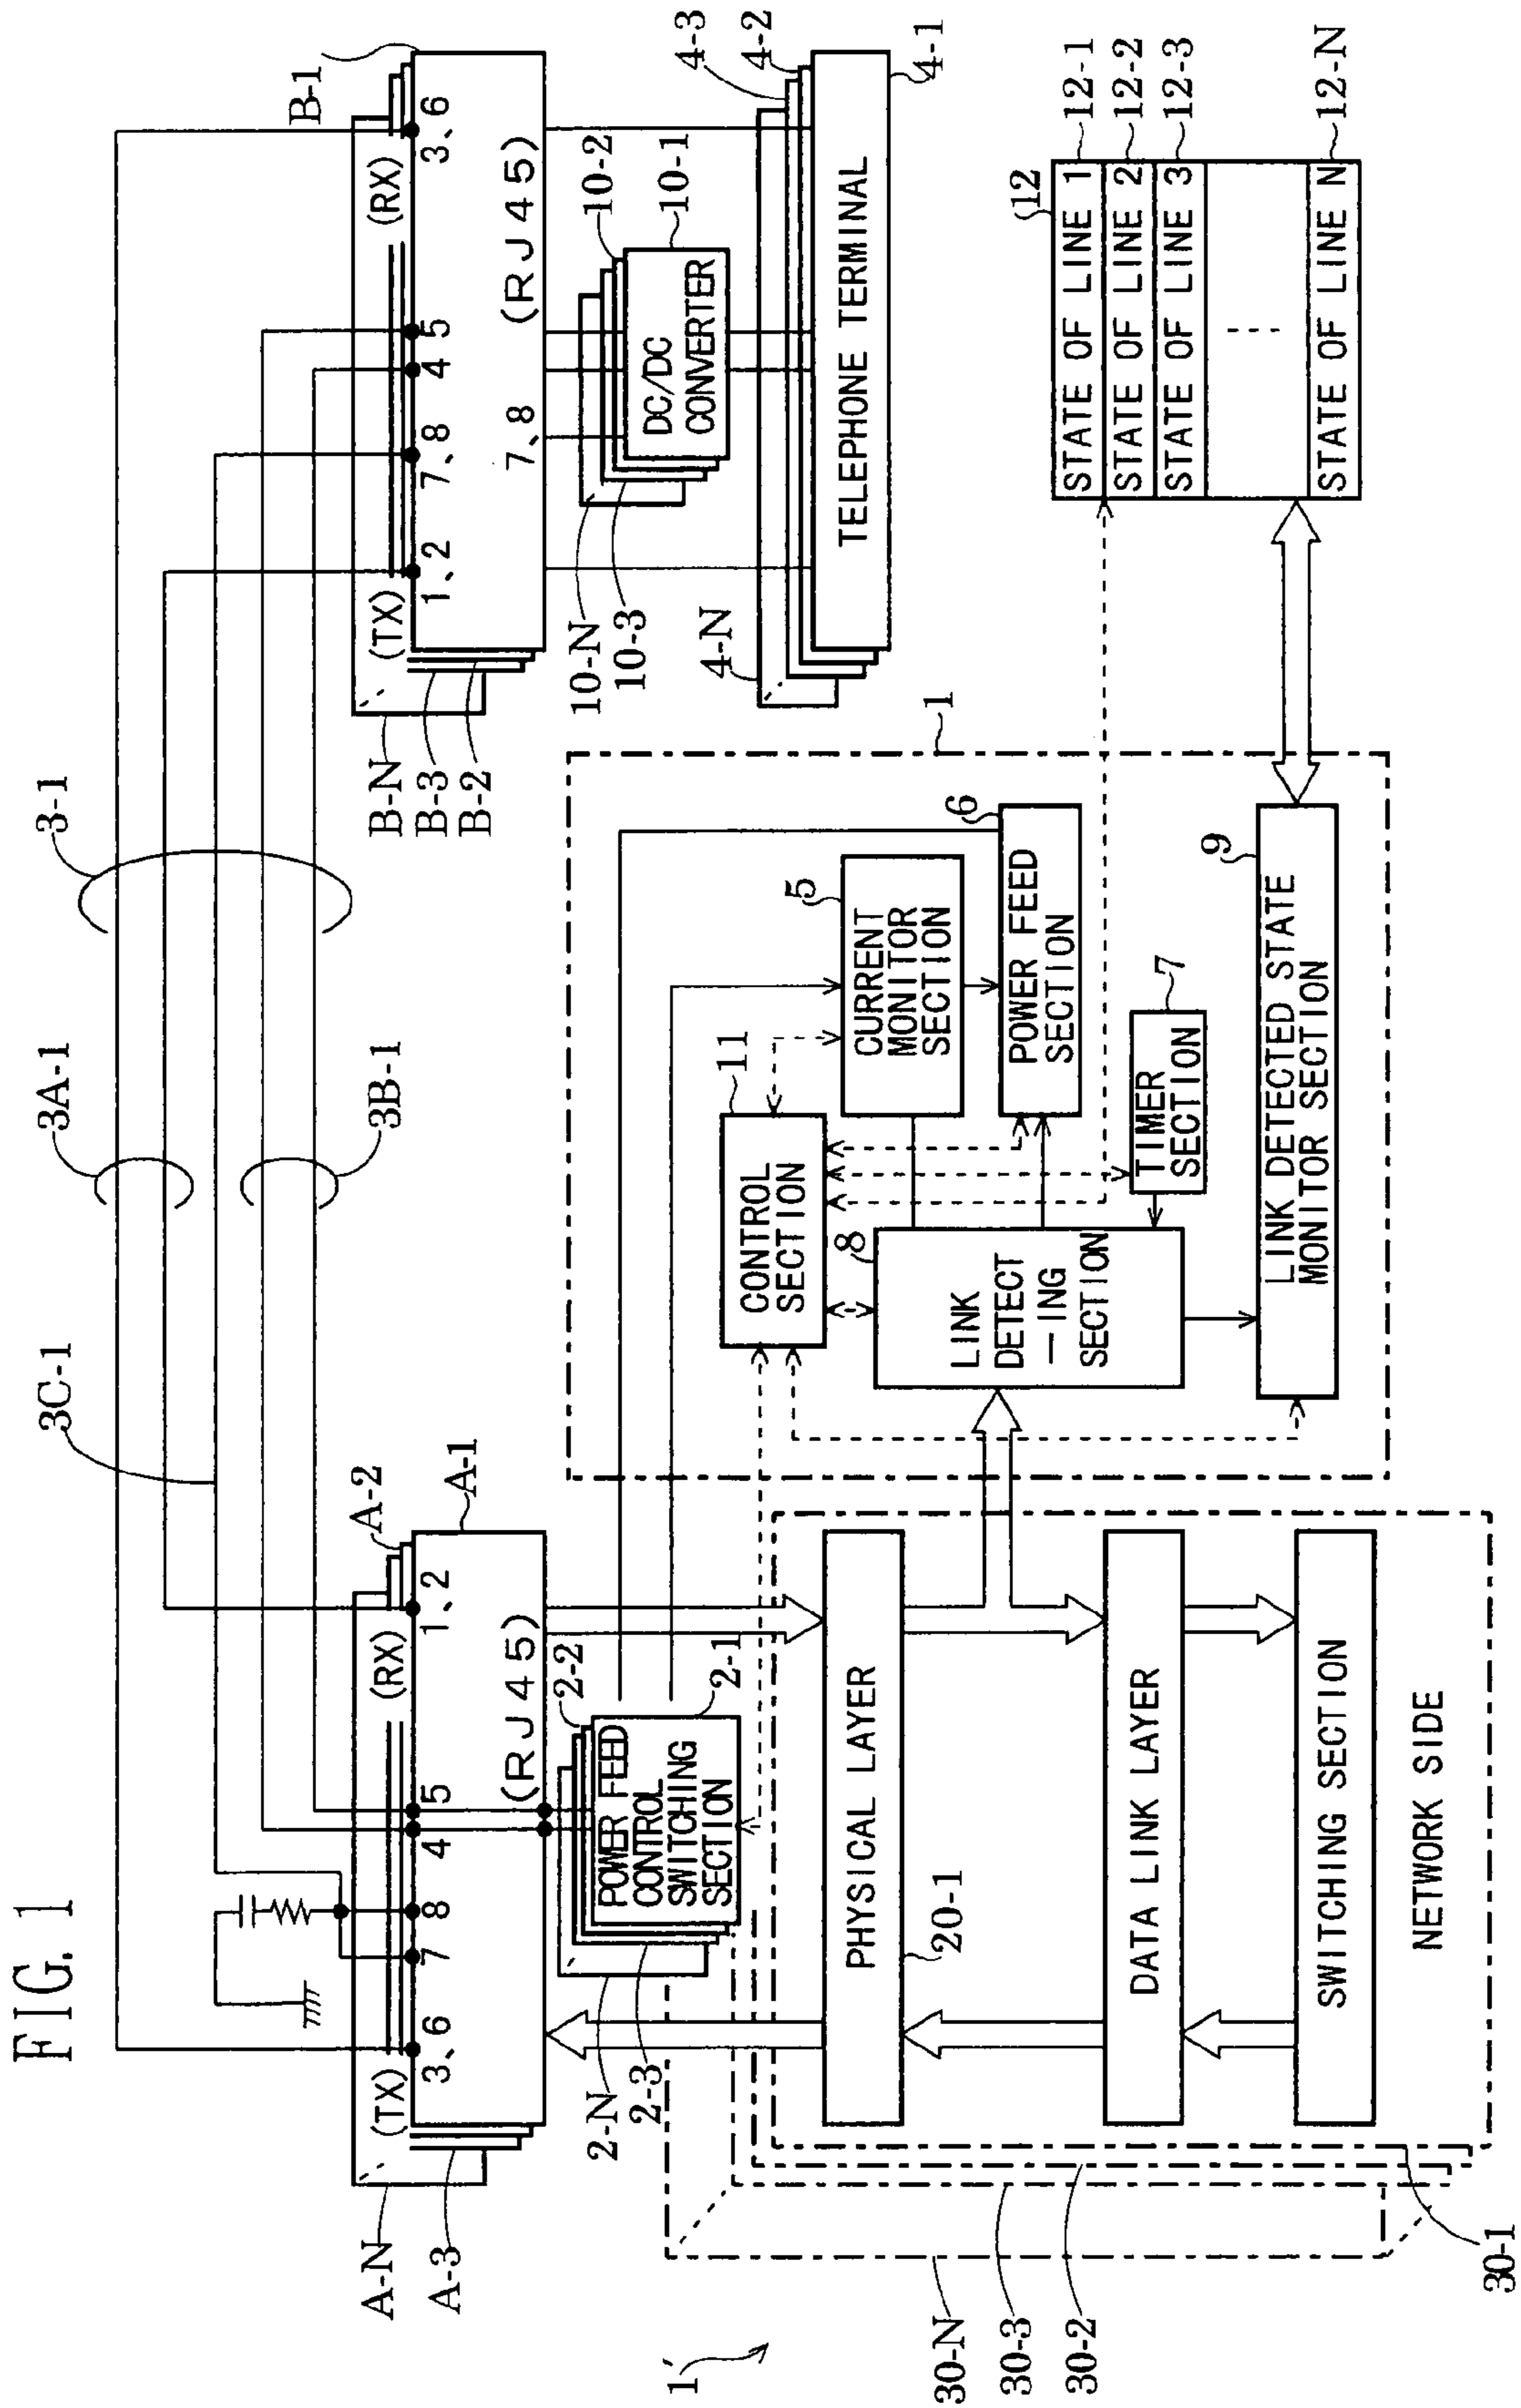 FIG. 1
3C-1
3A-1
3B-1
3-1
A-N
A-3
A-2
A-1
(TX)
3、6
7
8
4
5
(RX)
1、2
(RJ45)
B-N
B-3
B-2
B-1
(TX)
1、2
7、8
4
5
(RX)
3、6
7、8
(RJ45)
2-N
2-3
2-2
2-1
POWER FEED
CONTROL
SWITCHING
SECTION
10-N
10-3
10-2
10-1
DC/DC
CONVERTER
4-N
4-3
4-2
4-1
TELEPHONE TERMINAL
1
11
CONTROL
SECTION
5
CURRENT
MONITOR
SECTION
6
POWER FEED
SECTION
8
LINK
DETECT
-ING
SECTION
7
TIMER
SECTION
9
LINK DETECTED STATE
MONITOR SECTION
12
STATE OF LINE 1
12-1
STATE OF LINE 2
12-2
STATE OF LINE 3
12-3
STATE OF LINE N
12-N
PHYSICAL LAYER
20-1
DATA LINK LAYER
SWITCHING SECTION
NETWORK SIDE
1′
30-N
30-3
30-2
30-1